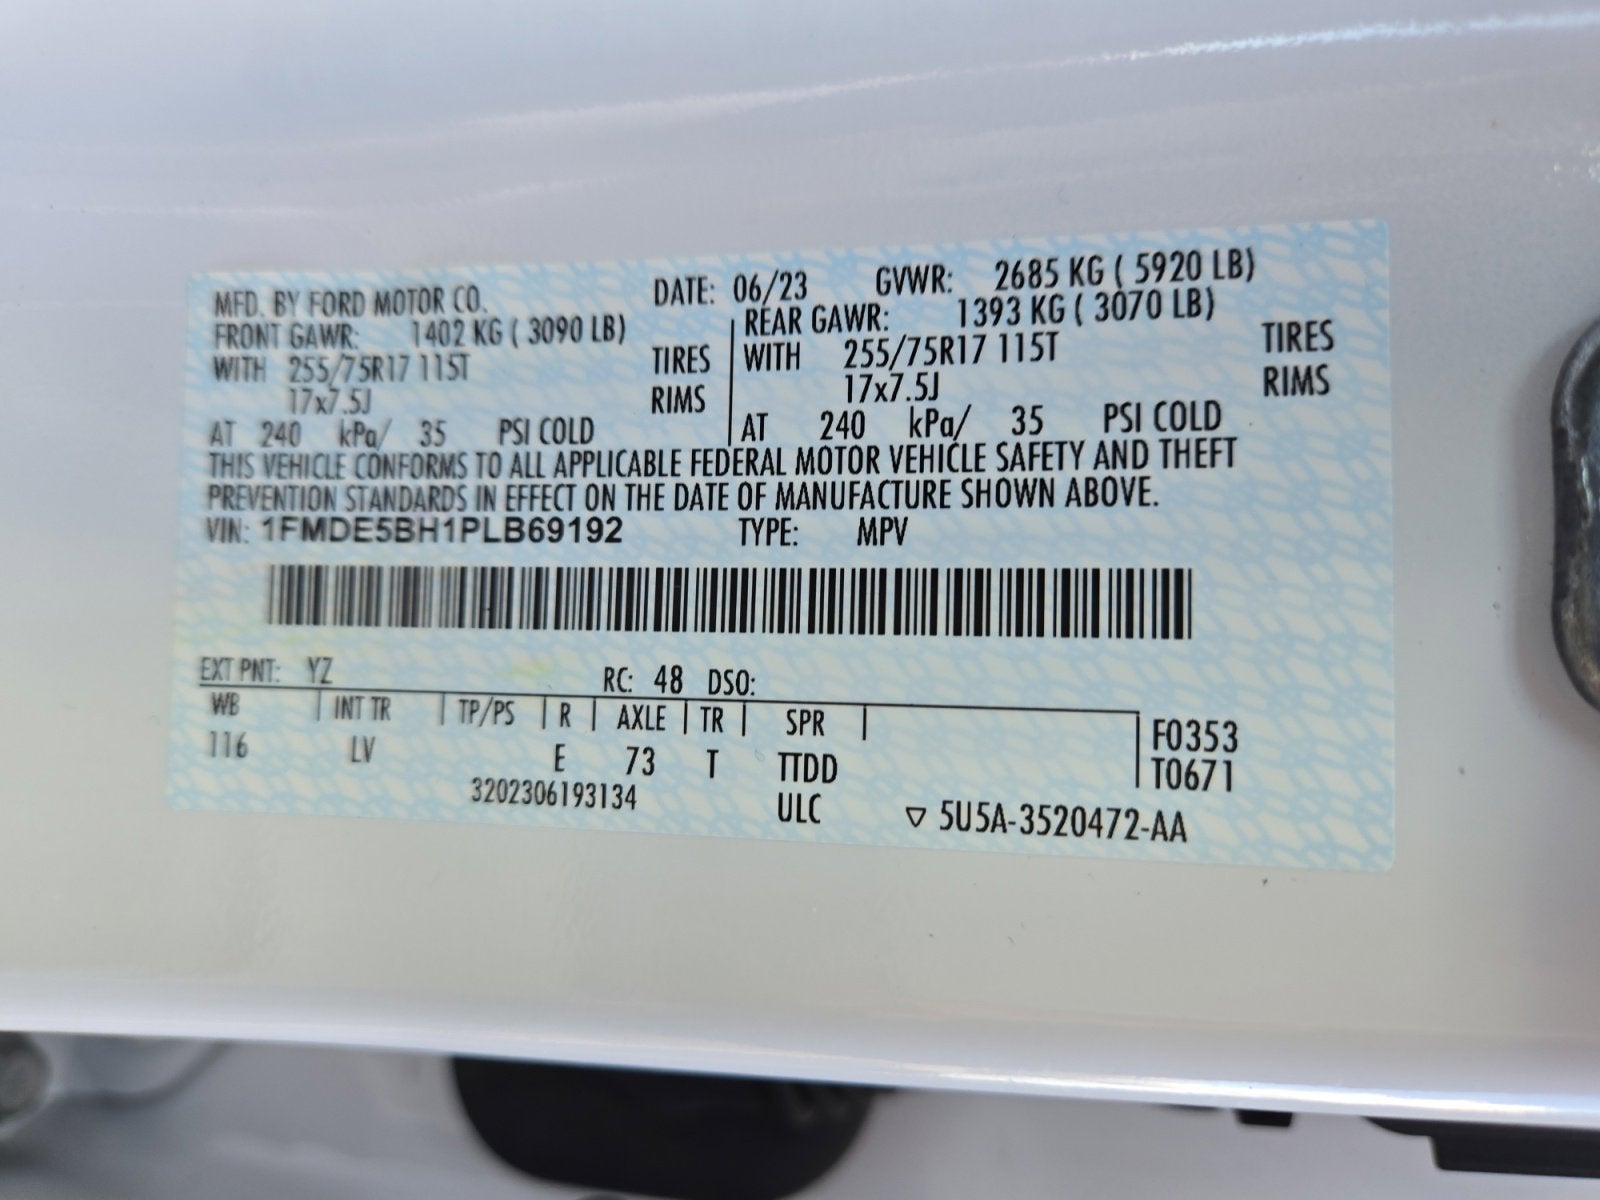 MFD. BY FORD MOTOR CO. DATE: 06/23 GVWR: 2685 KG ( 5920 LB)
FRONT GAWR: 1402 KG ( 3090 LB) REAR GAWR: 1393 KG ( 3070 LB)
WITH 255/75R17 115T TIRES WITH 255/75R17 115T TIRES
17x7.5J RIMS 17x7.5J RIMS
AT 240 kPa/ 35 PSI COLD AT 240 kPa/ 35 PSI COLD
THIS VEHICLE CONFORMS TO ALL APPLICABLE FEDERAL MOTOR VEHICLE SAFETY AND THEFT
PREVENTION STANDARDS IN EFFECT ON THE DATE OF MANUFACTURE SHOWN ABOVE.
VIN: 1FMDE5BH1PLB69192 TYPE: MPV
EXT PNT: YZ RC: 48 DSO:
WB INT TR TP/PS R AXLE TR SPR F0353
116 LV E 73 T TTDD T0671
3202306193134 ULC ▽ 5U5A-3520472-AA